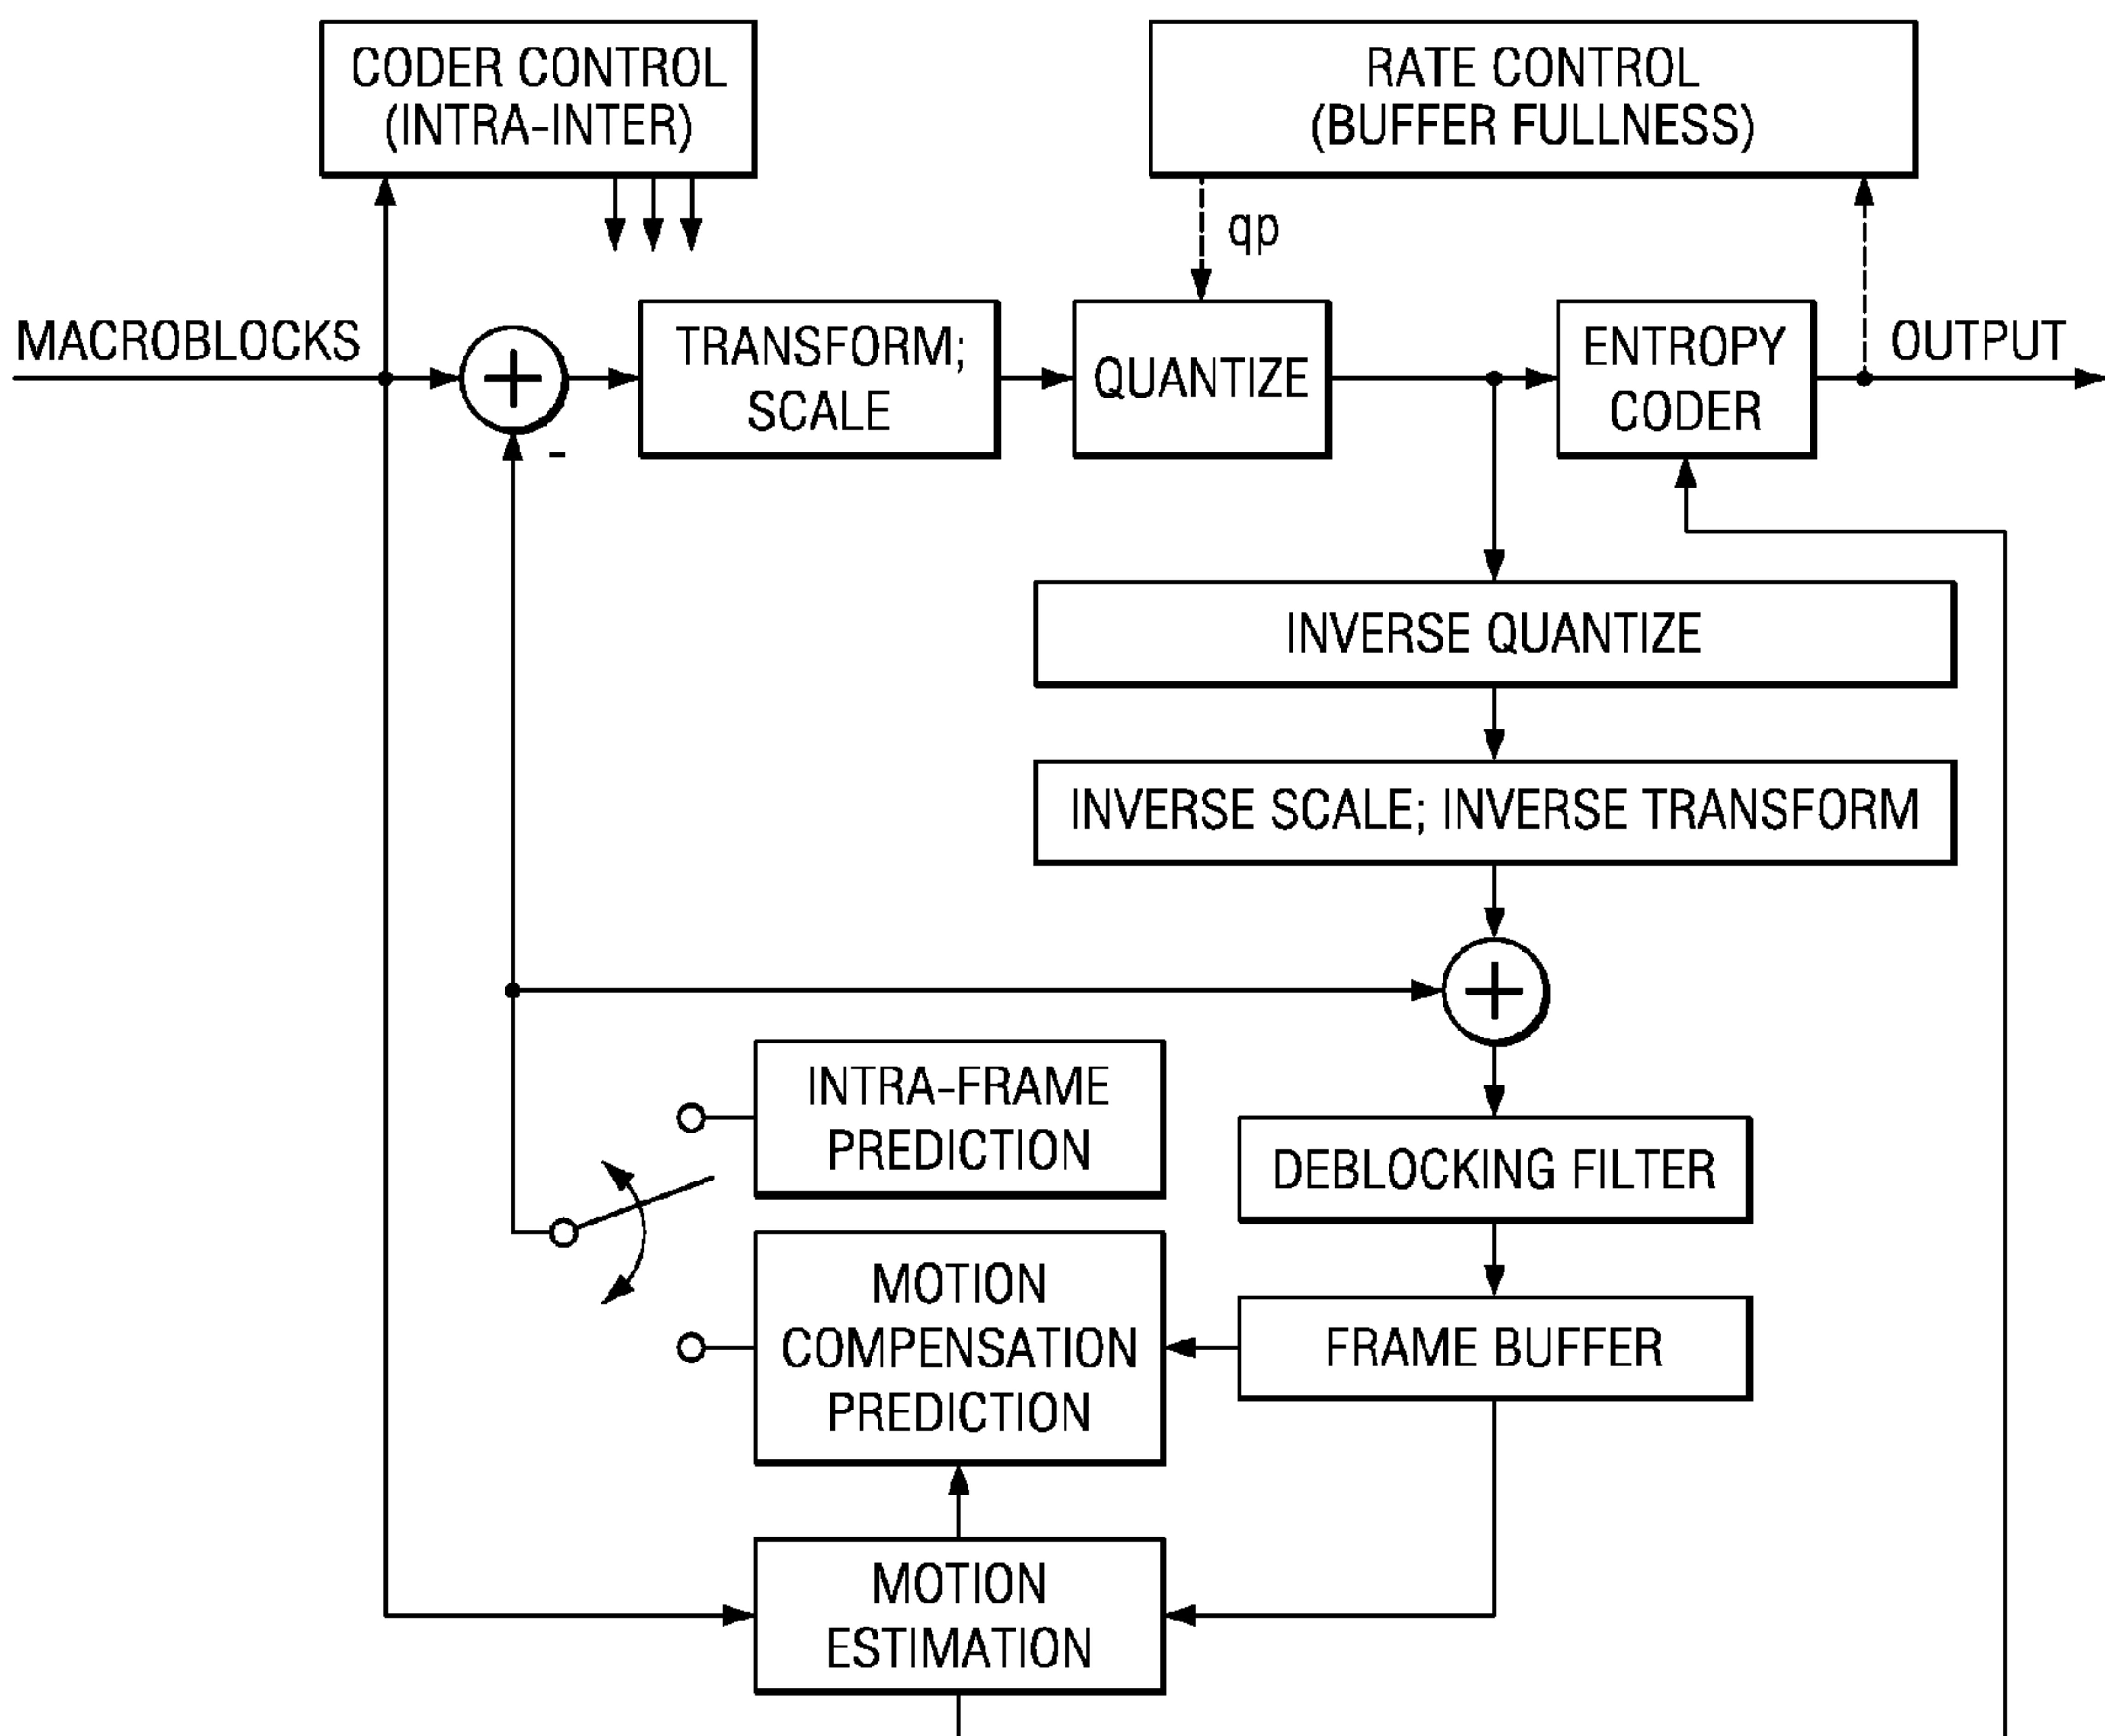 CODER CONTROL
(INTRA-INTER)
RATE CONTROL
(BUFFER FULLNESS)
qp
MACROBLOCKS
+
-
TRANSFORM;
SCALE
QUANTIZE
ENTROPY
CODER
OUTPUT
INVERSE QUANTIZE
INVERSE SCALE; INVERSE TRANSFORM
+
INTRA-FRAME
PREDICTION
DEBLOCKING FILTER
MOTION
COMPENSATION
PREDICTION
FRAME BUFFER
MOTION
ESTIMATION